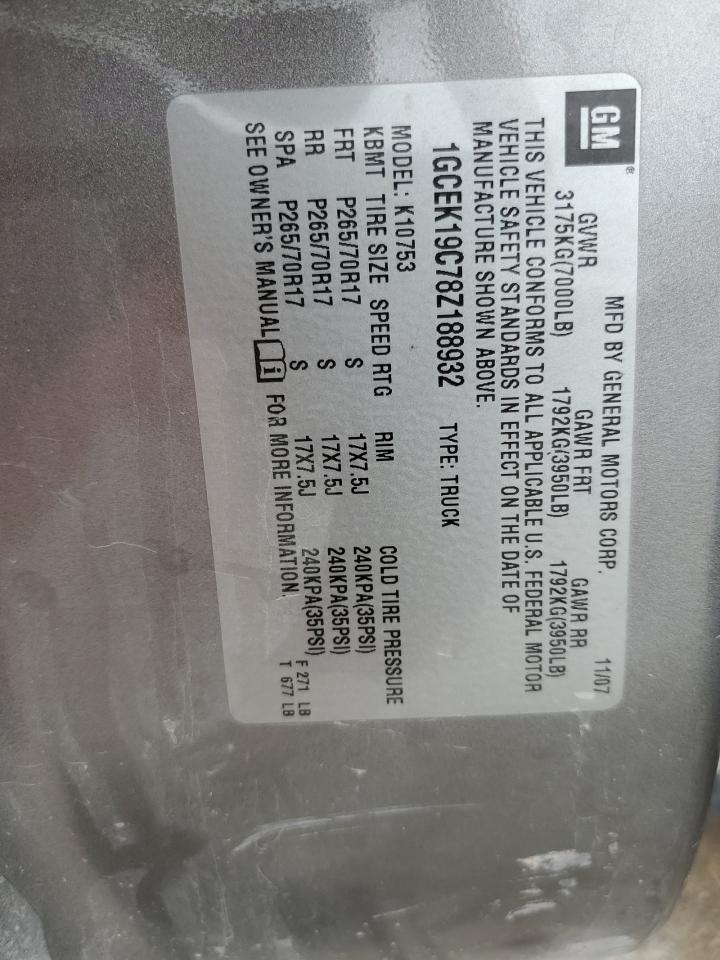 GM®
MFD BY GENERAL MOTORS CORP. 11/07
GVWR GAWR FRT GAWR RR
3175KG(7000LB) 1792KG(3950LB) 1792KG(3950LB)
THIS VEHICLE CONFORMS TO ALL APPLICABLE U.S. FEDERAL MOTOR
VEHICLE SAFETY STANDARDS IN EFFECT ON THE DATE OF
MANUFACTURE SHOWN ABOVE.
1GCEK19C78Z188932 TYPE: TRUCK
MODEL: K10753
KBMT TIRE SIZE SPEED RTG RIM COLD TIRE PRESSURE
FRT P265/70R17 S 17X7.5J 240KPA(35PSI)
RR P265/70R17 S 17X7.5J 240KPA(35PSI)
SPA P265/70R17 S 17X7.5J 240KPA(35PSI) F 271 LB
SEE OWNER'S MANUAL i FOR MORE INFORMATION. T 677 LB